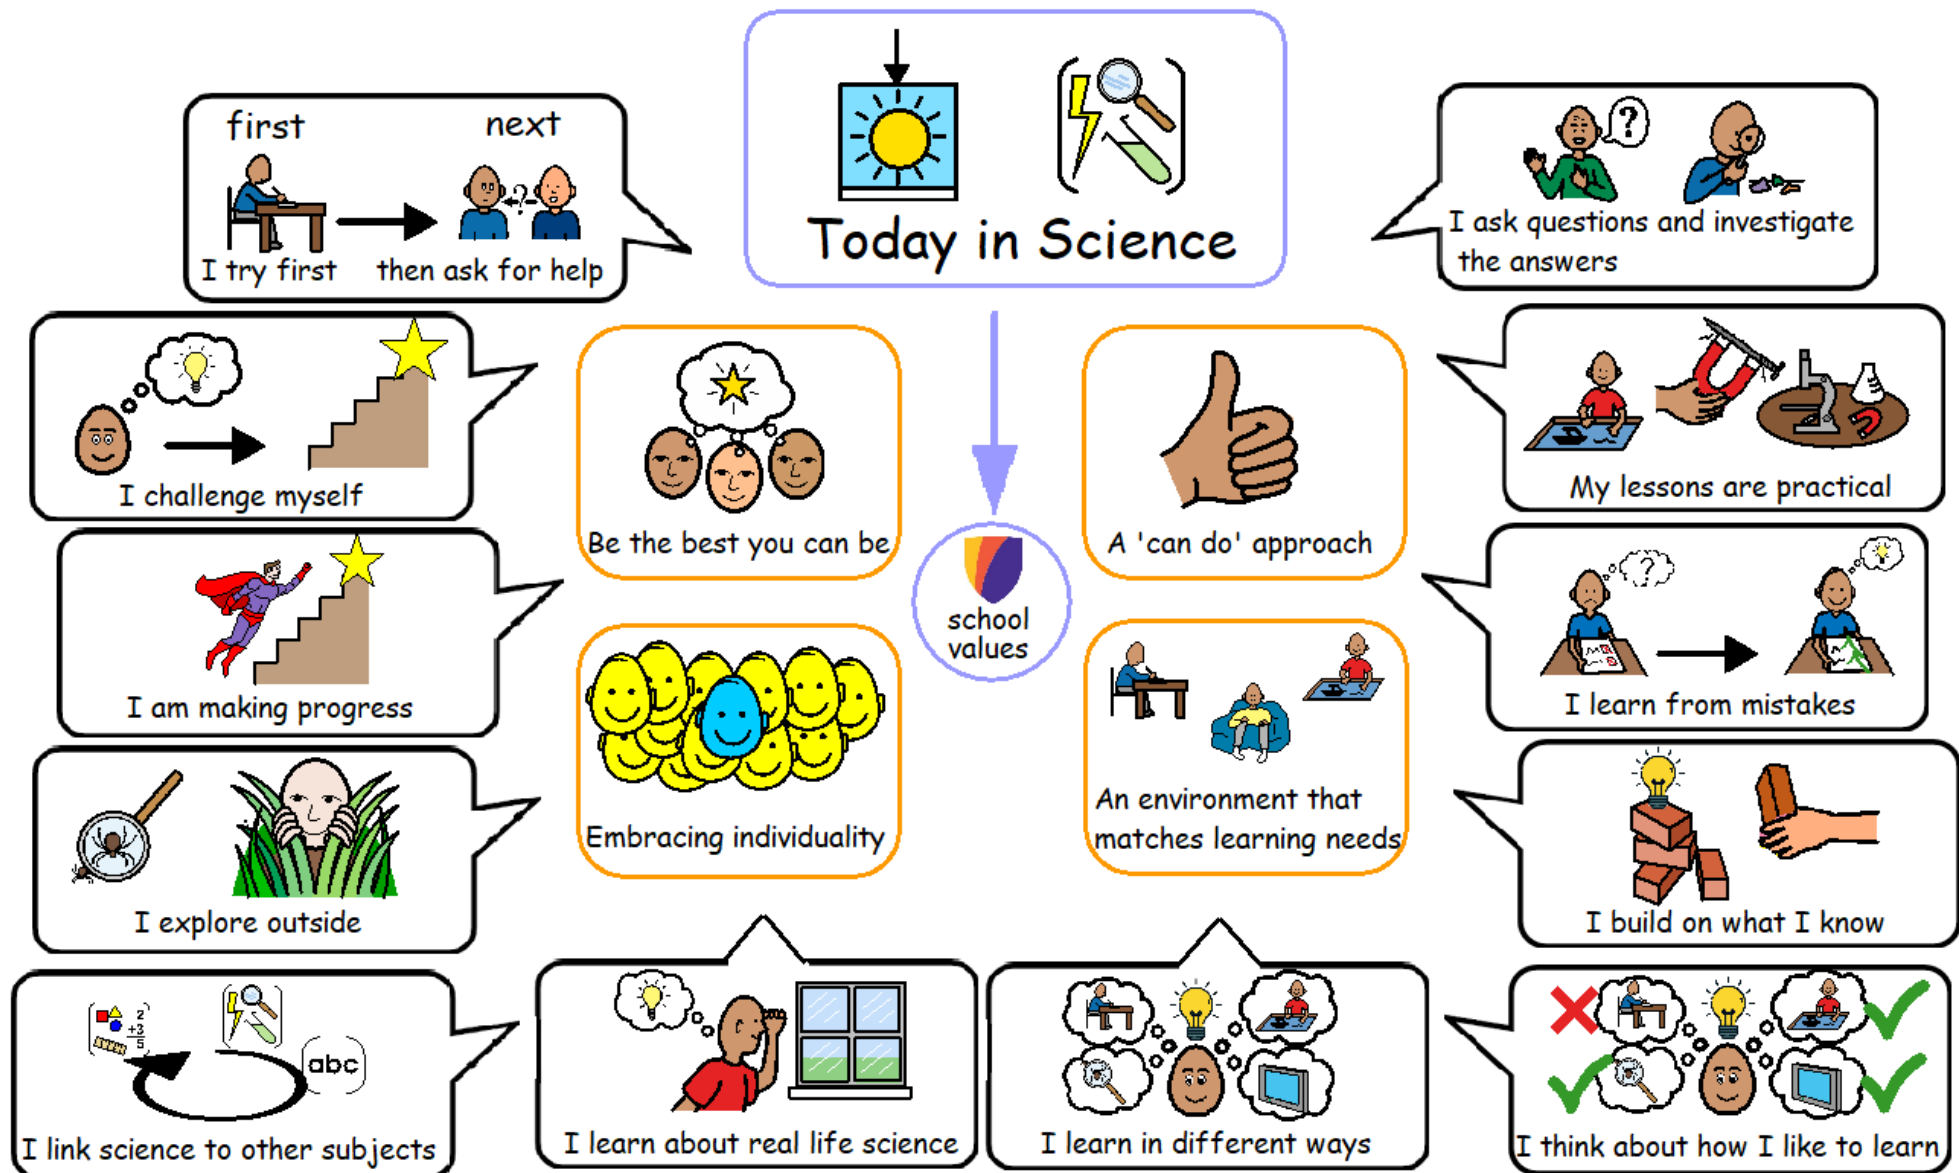 Today in Science
first next
I try first then ask for help
?
I challenge myself
I am making progress
I explore outside
2
+3
5
abc
I link science to other subjects
Be the best you can be
A 'can do' approach
school
values
Embracing individuality
An environment that
matches learning needs
I learn about real life science
I learn in different ways
?
I ask questions and investigate
the answers
My lessons are practical
?
I learn from mistakes
I build on what I know
I think about how I like to learn